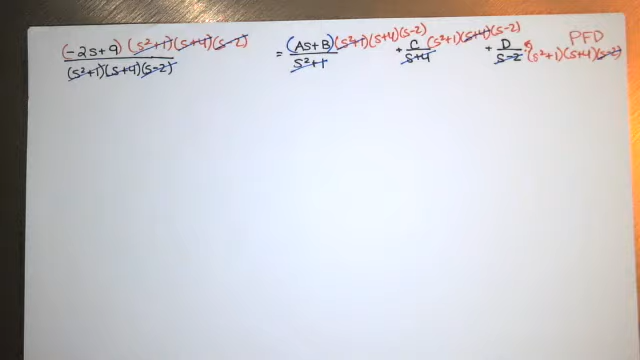 (-2s+9) (s²+1)(s+4)(s-2) = (As+B)(s²+1)(s+4)(s-2) + C (s²+1)(s+4)(s-2) + D (s²+1)(s+4)(s-2) PFD
(s²+1)(s+4)(s-2) s²+1 s+4 s-2